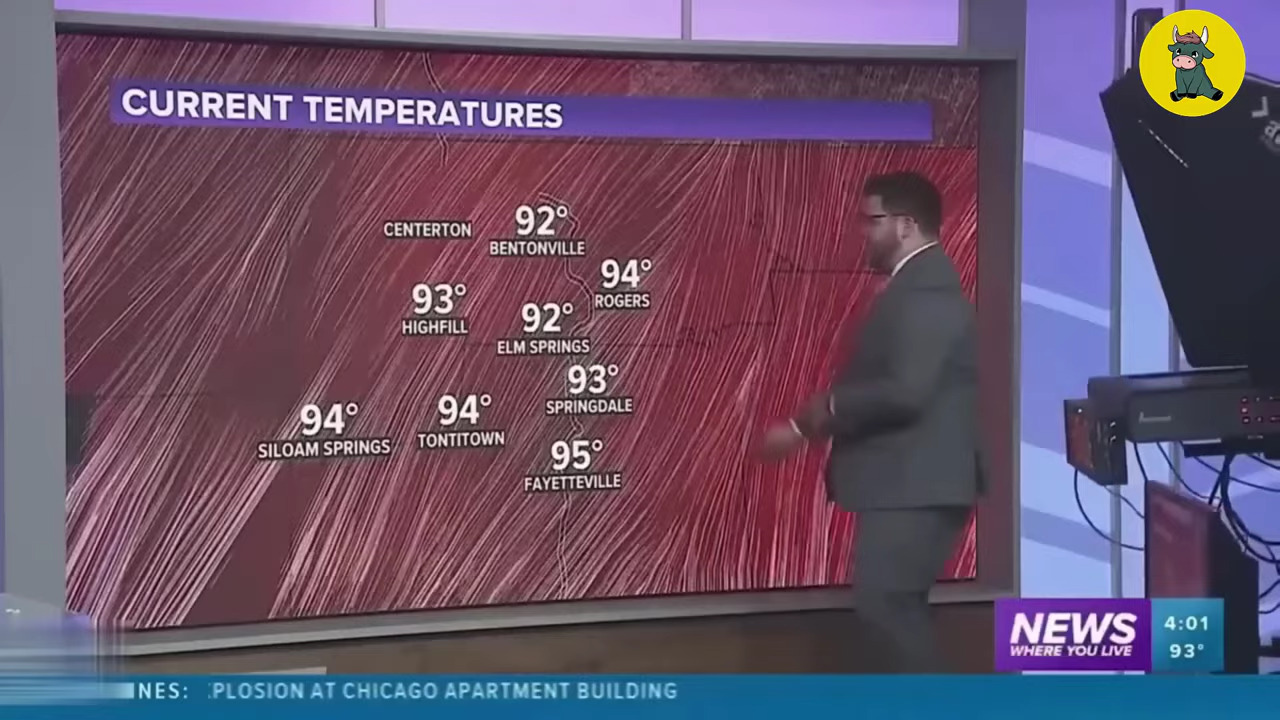 CURRENT TEMPERATURES
92°
CENTERTON
BENTONVILLE
94°
ROGERS
93°
HIGHFILL
92°
ELM SPRINGS
93°
SPRINGDALE
94°
SILOAM SPRINGS
94°
TONTITOWN
95°
FAYETTEVILLE
NEWS
WHERE YOU LIVE
4:01
93°
NES: PLOSION AT CHICAGO APARTMENT BUILDING